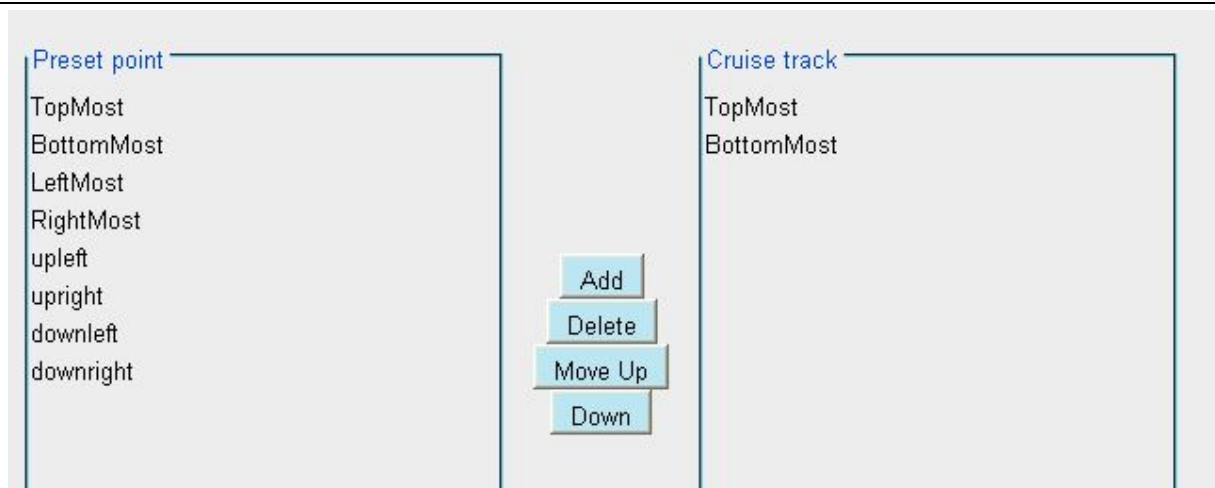 Preset point
TopMost
BottomMost
LeftMost
RightMost
upleft
upright
downleft
downright
Add
Delete
Move Up
Down
Cruise track
TopMost
BottomMost